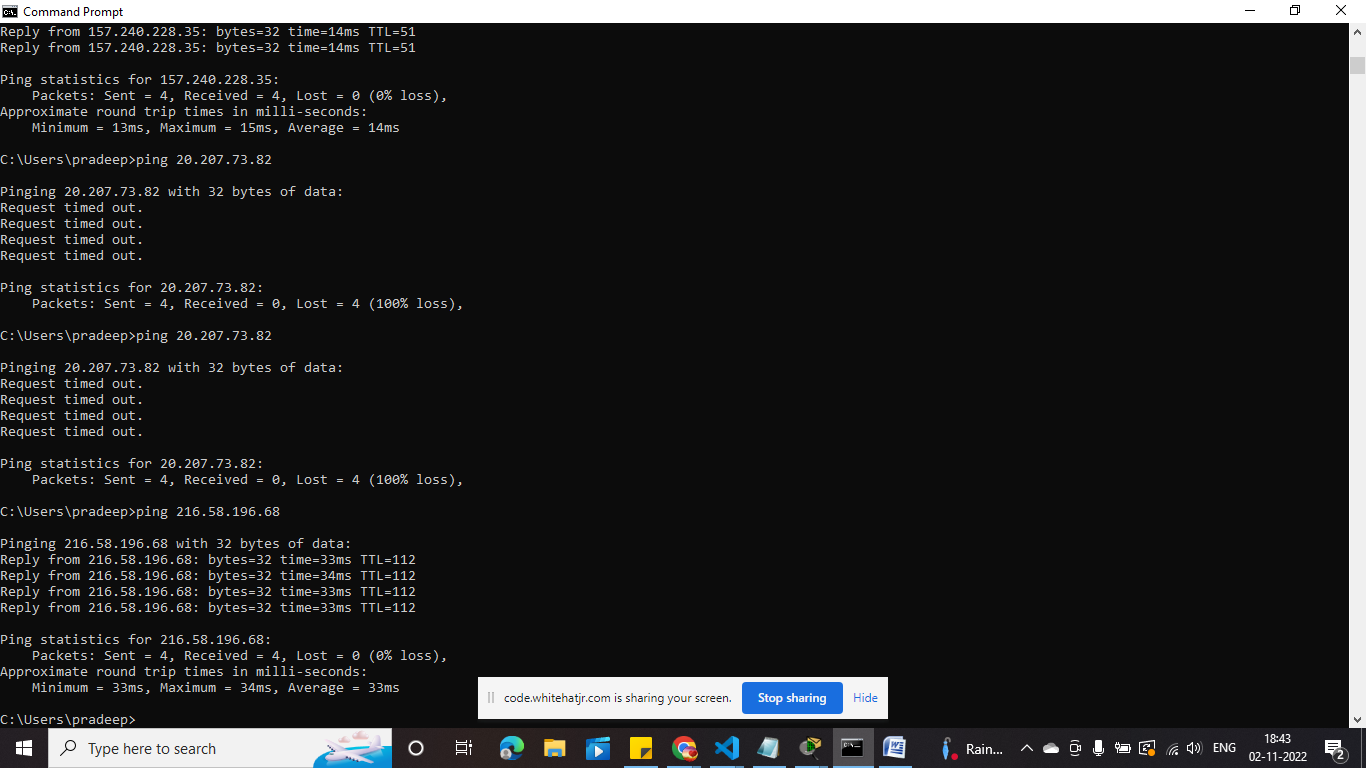 Command Prompt
Reply from 157.240.228.35: bytes=32 time=14ms TTL=51
Reply from 157.240.228.35: bytes=32 time=14ms TTL=51
Ping statistics for 157.240.228.35:
    Packets: Sent = 4, Received = 4, Lost = 0 (0% loss),
Approximate round trip times in milli-seconds:
    Minimum = 13ms, Maximum = 15ms, Average = 14ms
C:\Users\pradeep>ping 20.207.73.82
Pinging 20.207.73.82 with 32 bytes of data:
Request timed out.
Request timed out.
Request timed out.
Request timed out.
Ping statistics for 20.207.73.82:
    Packets: Sent = 4, Received = 0, Lost = 4 (100% loss),
C:\Users\pradeep>ping 20.207.73.82
Pinging 20.207.73.82 with 32 bytes of data:
Request timed out.
Request timed out.
Request timed out.
Request timed out.
Ping statistics for 20.207.73.82:
    Packets: Sent = 4, Received = 0, Lost = 4 (100% loss),
C:\Users\pradeep>ping 216.58.196.68
Pinging 216.58.196.68 with 32 bytes of data:
Reply from 216.58.196.68: bytes=32 time=33ms TTL=112
Reply from 216.58.196.68: bytes=32 time=34ms TTL=112
Reply from 216.58.196.68: bytes=32 time=33ms TTL=112
Reply from 216.58.196.68: bytes=32 time=33ms TTL=112
Ping statistics for 216.58.196.68:
    Packets: Sent = 4, Received = 4, Lost = 0 (0% loss),
Approximate round trip times in milli-seconds:
    Minimum = 33ms, Maximum = 34ms, Average = 33ms
C:\Users\pradeep>
code.whitehatjr.com is sharing your screen. Stop sharing Hide
Type here to search
Rain...
ENG
18:43
02-11-2022
2